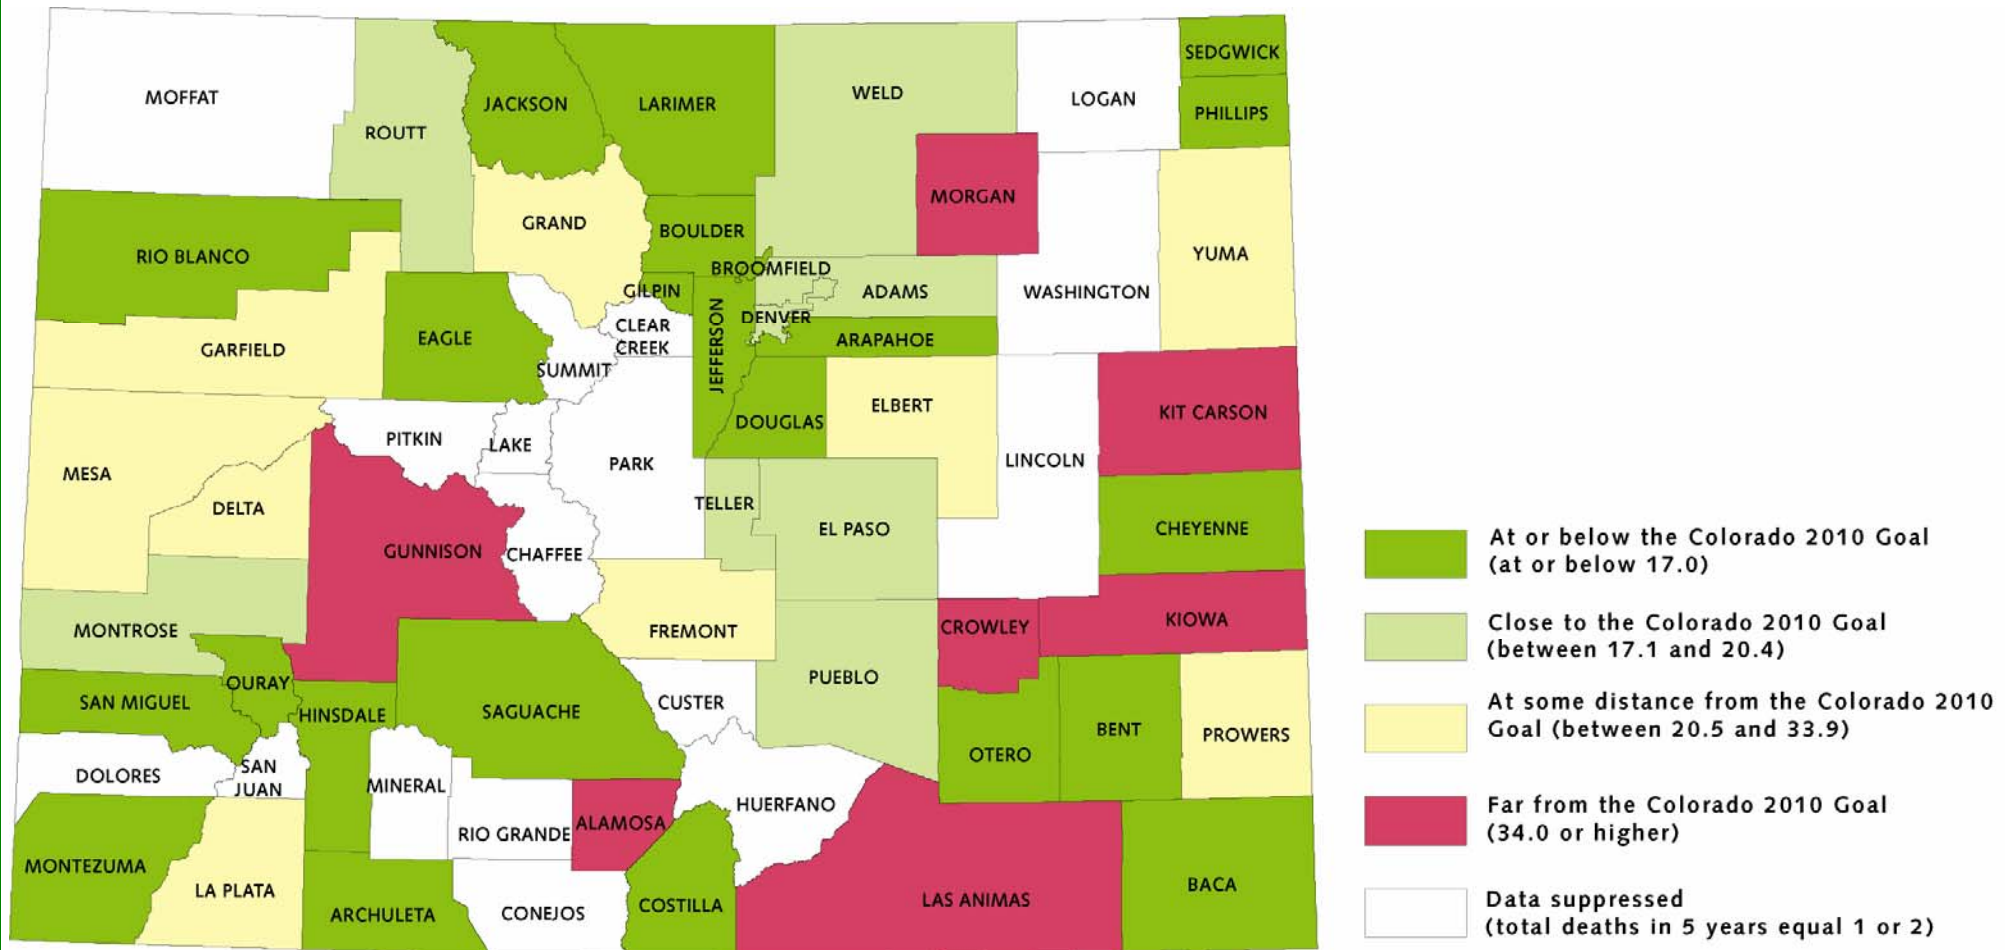 SEDGWICK
MOFFAT
WELD
LOGAN
JACKSON
LARIMER
PHILLIPS
ROUTT
MORGAN
GRAND
BOULDER
YUMA
RIO BLANCO
BROOMFIELD
GILPIN
ADAMS
WASHINGTON
DENVER
CLEAR
CREEK
EAGLE
ARAPAHOE
GARFIELD
JEFFERSON
SUMMIT
ELBERT
KIT CARSON
DOUGLAS
PITKIN
LAKE
PARK
LINCOLN
MESA
TELLER
DELTA
EL PASO
CHEYENNE
GUNNISON
CHAFFEE
MONTROSE
FREMONT
CROWLEY
KIOWA
OURAY
PUEBLO
SAN MIGUEL
CUSTER
HINSDALE
SAGUACHE
BENT
PROWERS
OTERO
DOLORES
SAN
JUAN
MINERAL
HUERFANO
RIO GRANDE
ALAMOSA
MONTEZUMA
LA PLATA
BACA
LAS ANIMAS
COSTILLA
ARCHULETA
CONEJOS
At or below the Colorado 2010 Goal
(at or below 17.0)
Close to the Colorado 2010 Goal
(between 17.1 and 20.4)
At some distance from the Colorado 2010
Goal (between 20.5 and 33.9)
Far from the Colorado 2010 Goal
(34.0 or higher)
Data suppressed
(total deaths in 5 years equal 1 or 2)